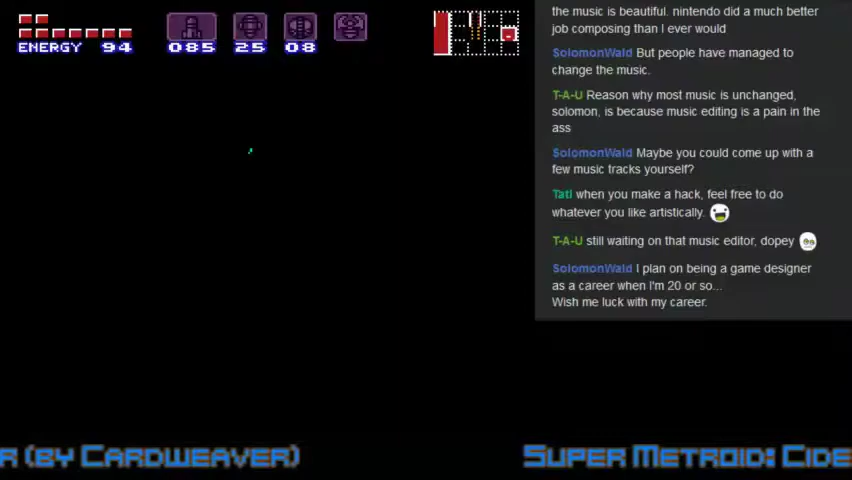 ENERGY 94
085 25 08
the music is beautiful. nintendo did a much better
job composing than I ever would
SolomonWald But people have managed to
change the music.
T-A-U Reason why most music is unchanged,
solomon, is because music editing is a pain in the
ass
SolomonWald Maybe you could come up with a
few music tracks yourself?
Tatl when you make a hack, feel free to do
whatever you like artistically.
T-A-U still waiting on that music editor, dopey
SolomonWald I plan on being a game designer
as a career when I'm 20 or so...
Wish me luck with my career.
R (by Cardweaver)
Super Metroid: Cide